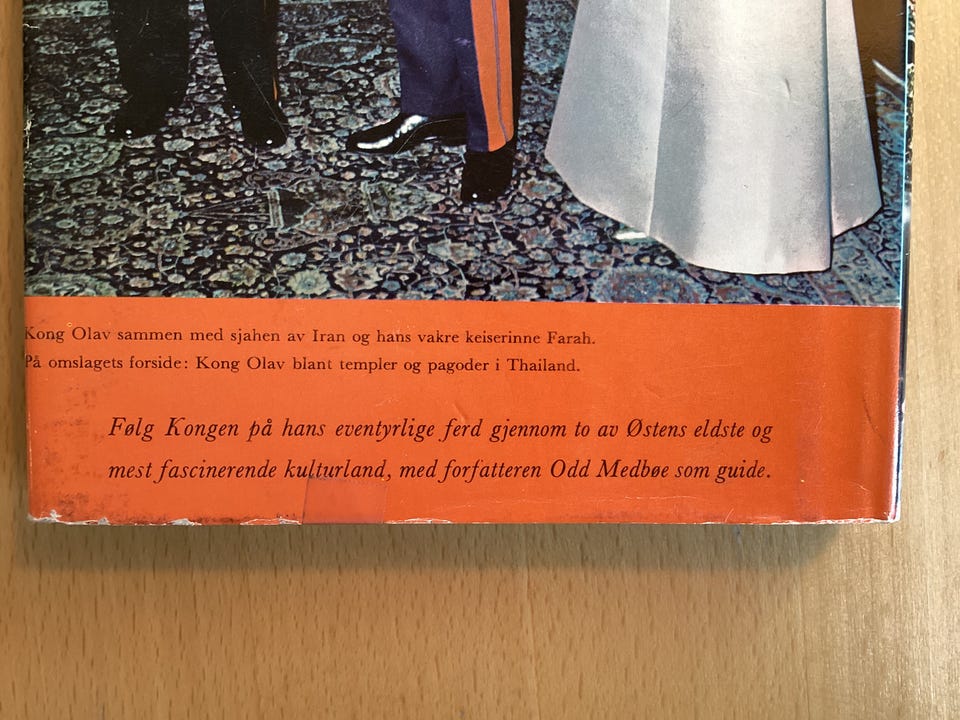 Kong Olav sammen med sjahen av Iran og hans vakre keiserinne Farah.
På omslagets forside: Kong Olav blant templer og pagoder i Thailand.
Følg Kongen på hans eventyrlige ferd gjennom to av Østens eldste og
mest fascinerende kulturland, med forfatteren Odd Medbøe som guide.